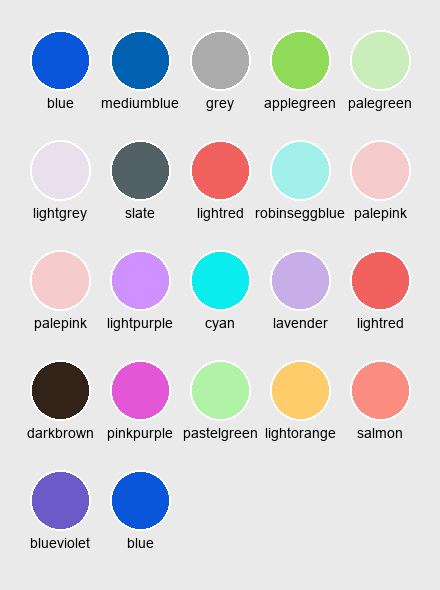 blue mediumblue grey applegreen palegreen
lightgrey slate lightred robinseggblue palepink
palepink lightpurple cyan lavender lightred
darkbrown pinkpurple pastelgreen lightorange salmon
blueviolet blue